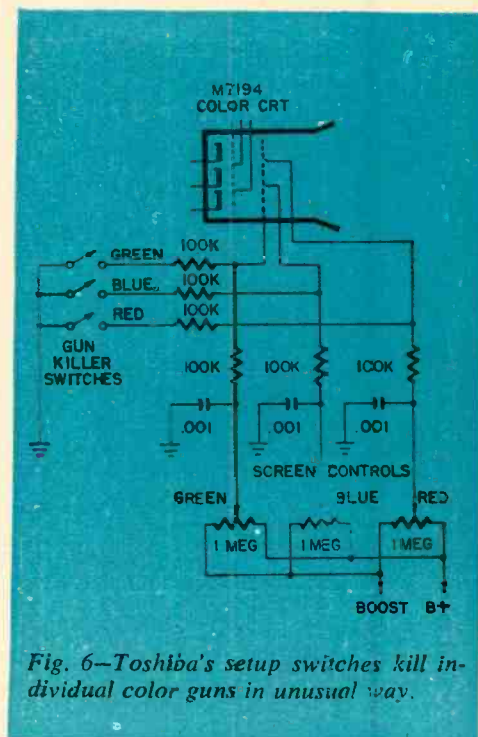 M7194
COLOR CRT
GREEN 100K
BLUE 100K
RED 100K
GUN
KILLER
SWITCHES
100K 100K 100K
.001 .001 .001
SCREEN CONTROLS
GREEN BLUE RED
1 MEG 1 MEG 1 MEG
BOOST B+
Fig. 6—Toshiba's setup switches kill in-
dividual color guns in unusual way.